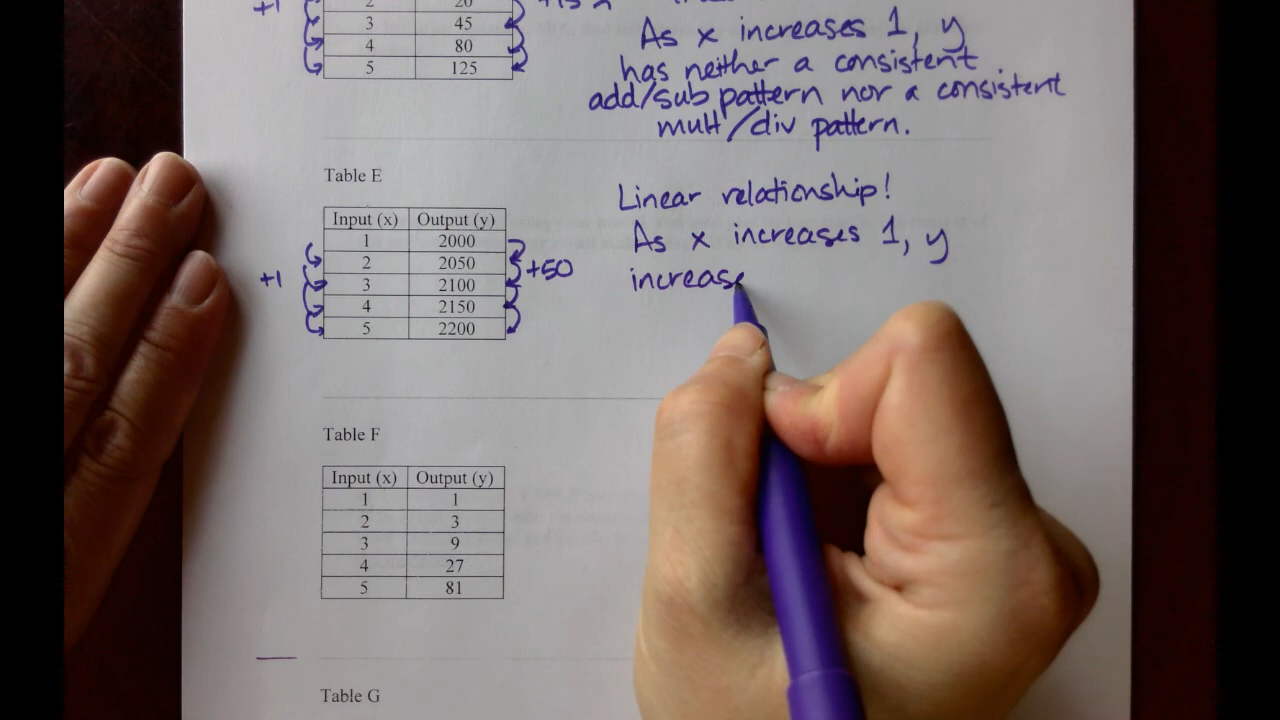 +1
2 20
3 45
4 80
5 125
As x increases 1, y
has neither a consistent
add/sub pattern nor a consistent
mult/div pattern.
Table E
Linear relationship!
Input (x) Output (y)
1 2000
2 2050
3 2100
4 2150
5 2200
+1
+50
As x increases 1, y
increase
Table F
Input (x) Output (y)
1 1
2 3
3 9
4 27
5 81
Table G